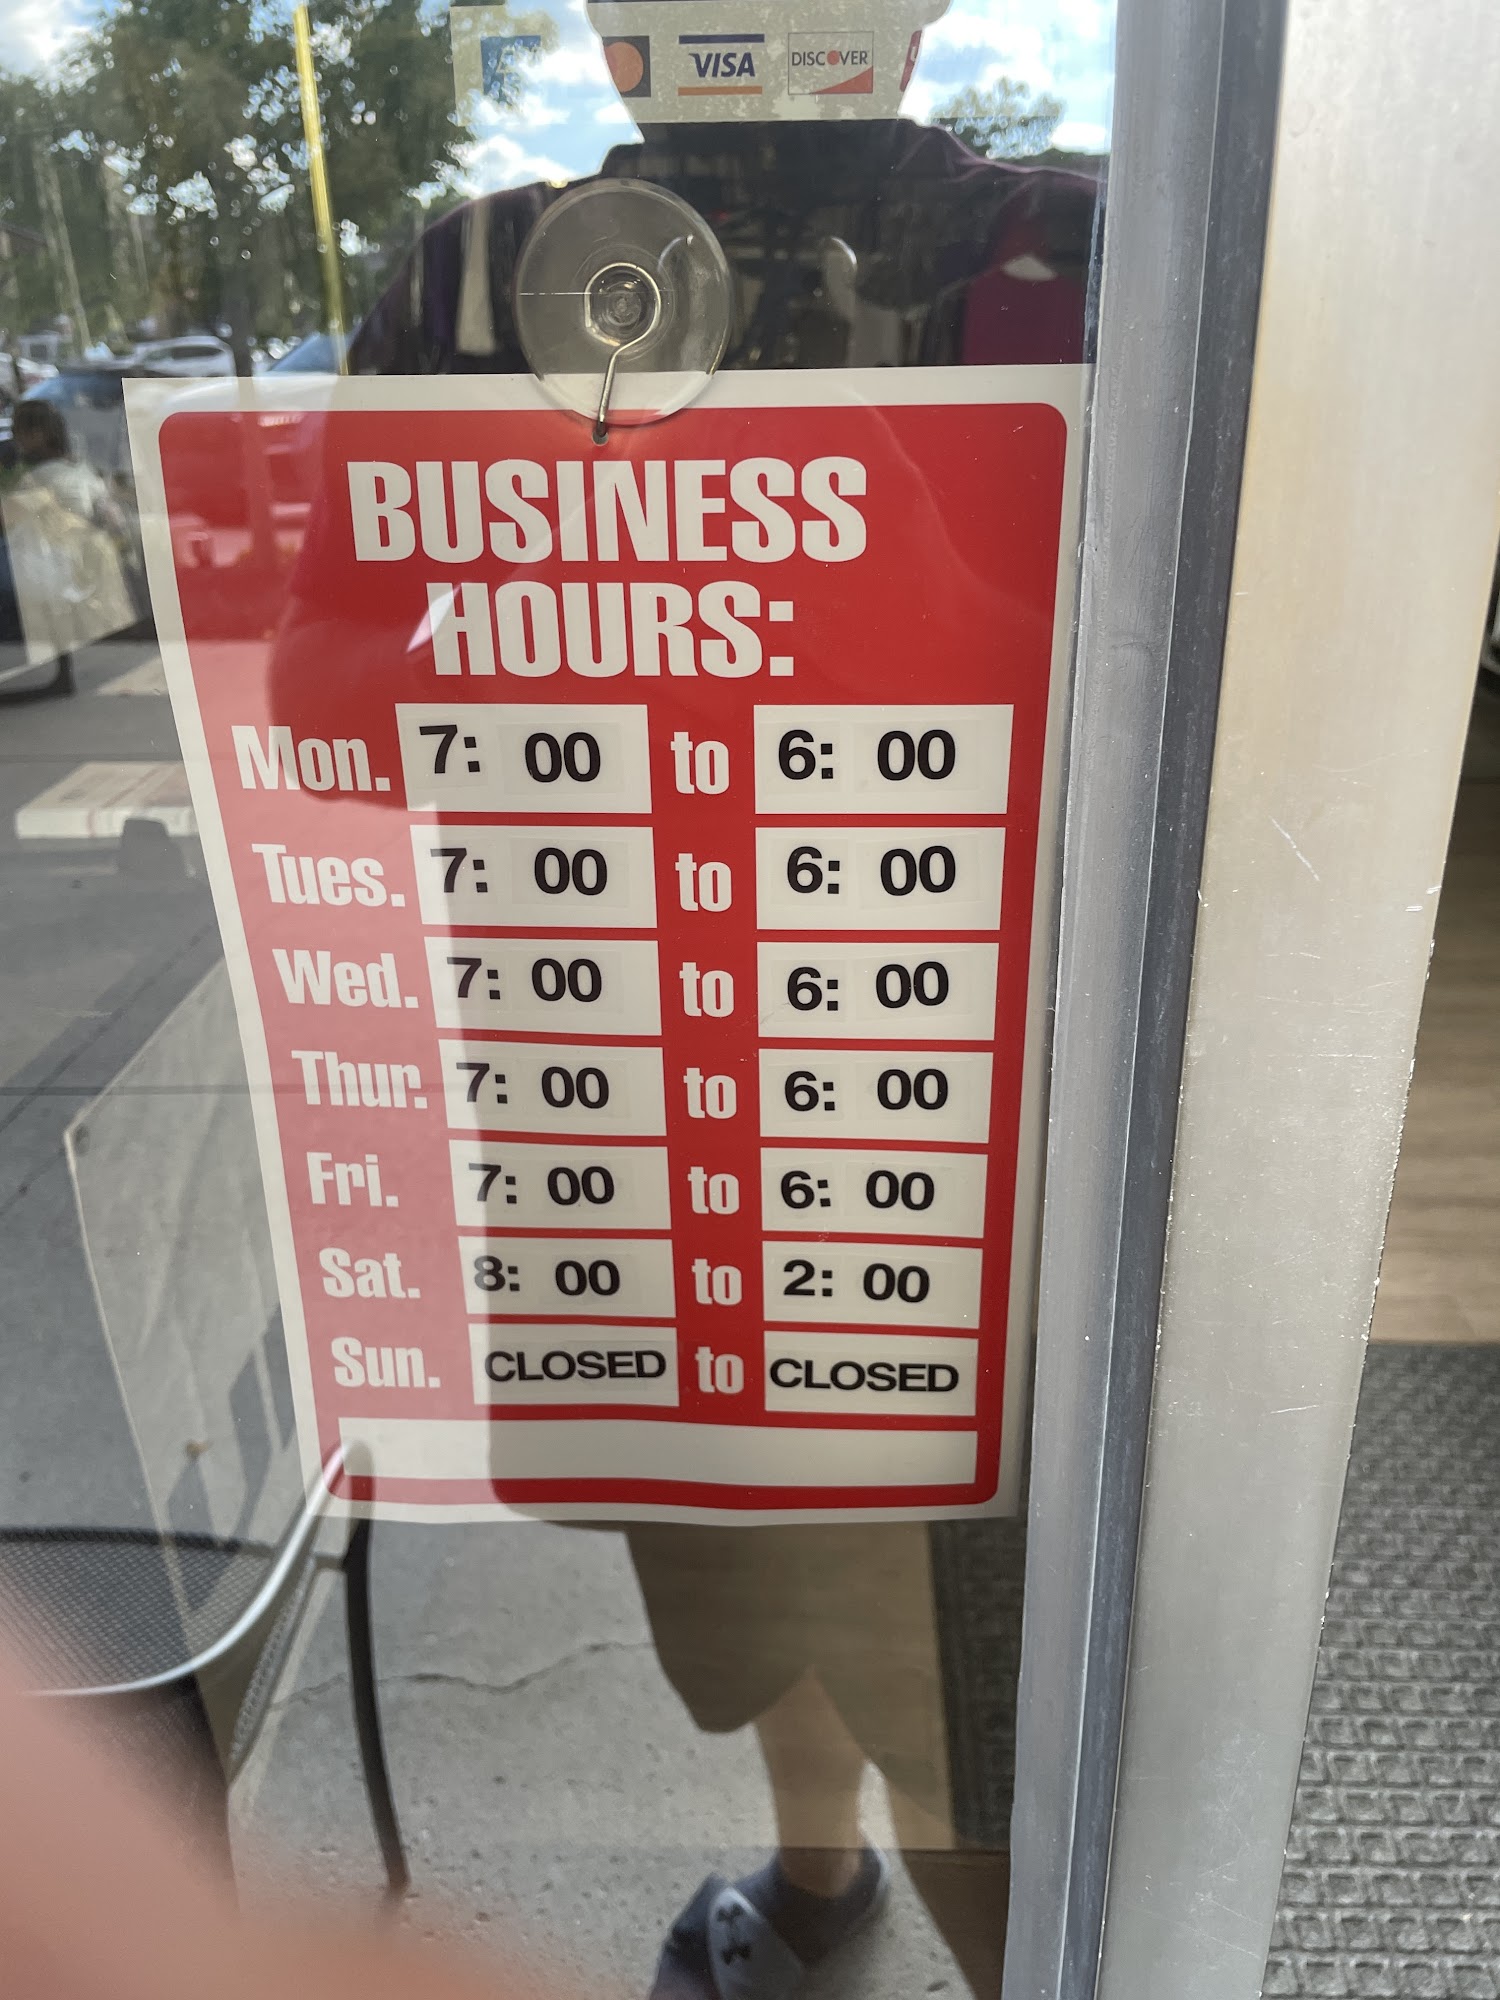 VISA DISCOVER
BUSINESS
HOURS:
Mon. 7: 00 to 6: 00
Tues. 7: 00 to 6: 00
Wed. 7: 00 to 6: 00
Thur. 7: 00 to 6: 00
Fri. 7: 00 to 6: 00
Sat. 8: 00 to 2: 00
Sun. CLOSED to CLOSED